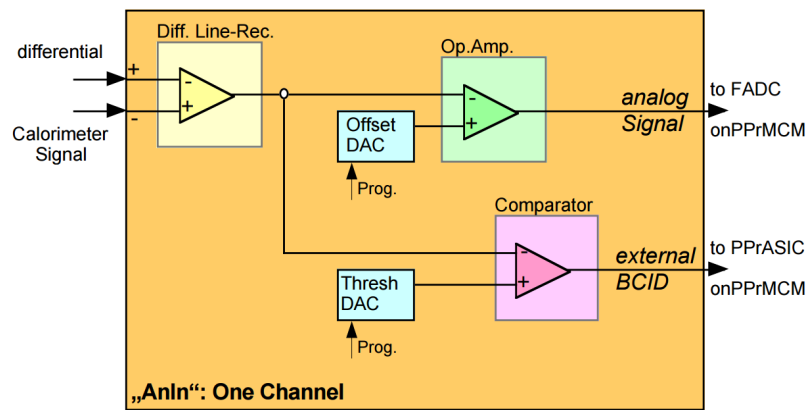 Diff. Line-Rec.
differential
+
-
-
+
Calorimeter
Signal
Op.Amp.
-
+
Offset
DAC
Prog.
analog
Signal
to FADC
onPPrMCM
Comparator
-
+
Thresh
DAC
Prog.
external
BCID
to PPrASIC
onPPrMCM
„AnIn“: One Channel